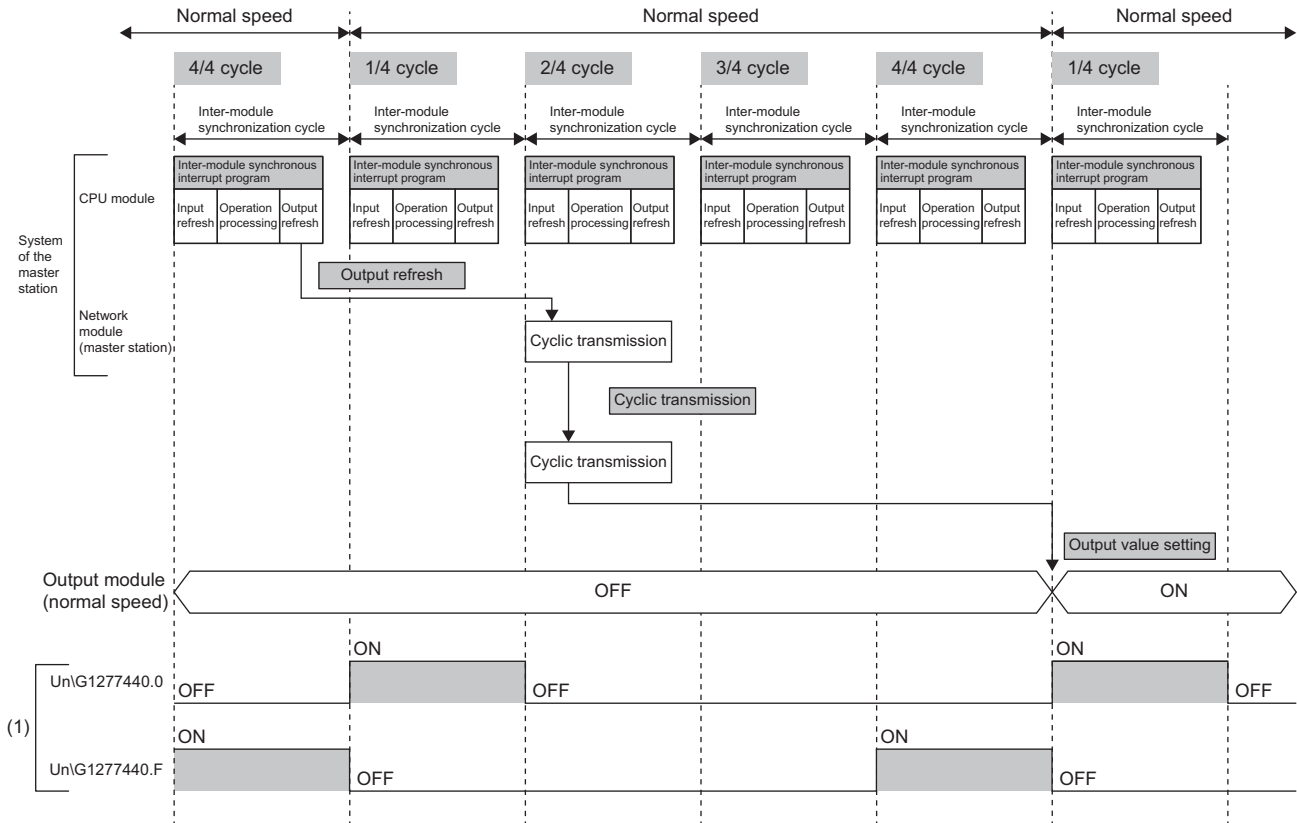 Normal speed Normal speed Normal speed
4/4 cycle 1/4 cycle 2/4 cycle 3/4 cycle 4/4 cycle 1/4 cycle
Inter-module Inter-module Inter-module Inter-module Inter-module Inter-module
synchronization cycle synchronization cycle synchronization cycle synchronization cycle synchronization cycle synchronization cycle
Inter-module synchronous Inter-module synchronous Inter-module synchronous Inter-module synchronous Inter-module synchronous Inter-module synchronous
interrupt program interrupt program interrupt program interrupt program interrupt program interrupt program
CPU module
Input Operation Output Input Operation Output Input Operation Output Input Operation Output Input Operation Output Input Operation Output
refresh processing refresh refresh processing refresh refresh processing refresh refresh processing refresh refresh processing refresh refresh processing refresh
System
of the
master
station
Output refresh
Network
module
(master station)
Cyclic transmission
Cyclic transmission
Cyclic transmission
Output value setting
Output module
(normal speed)
OFF ON
ON ON
Un\G1277440.0
OFF OFF OFF
(1)
ON ON
Un\G1277440.F
OFF OFF